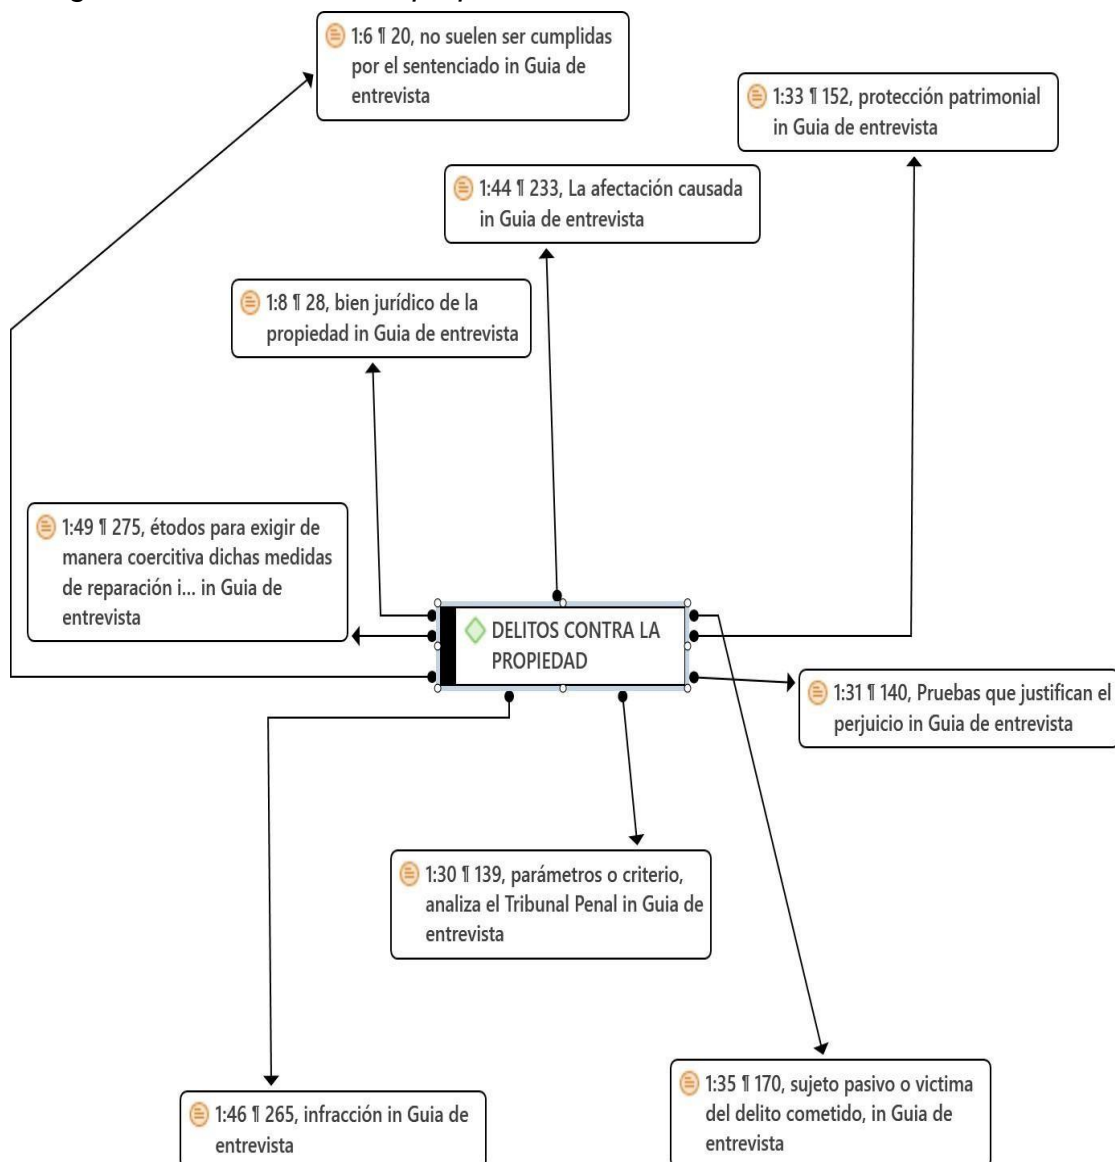 1:6 ¶ 20, no suelen ser cumplidas
por el sentenciado in Guia de
entrevista
1:33 ¶ 152, protección patrimonial
in Guia de entrevista
1:44 ¶ 233, La afectación causada
in Guia de entrevista
1:8 ¶ 28, bien jurídico de la
propiedad in Guia de entrevista
1:49 ¶ 275, étodos para exigir de
manera coercitiva dichas medidas
de reparación i... in Guia de
entrevista
DELITOS CONTRA LA
PROPIEDAD
1:31 ¶ 140, Pruebas que justifican el
perjuicio in Guia de entrevista
1:30 ¶ 139, parámetros o criterio,
analiza el Tribunal Penal in Guia de
entrevista
1:35 ¶ 170, sujeto pasivo o victima
del delito cometido, in Guia de
entrevista
1:46 ¶ 265, infracción in Guia de
entrevista